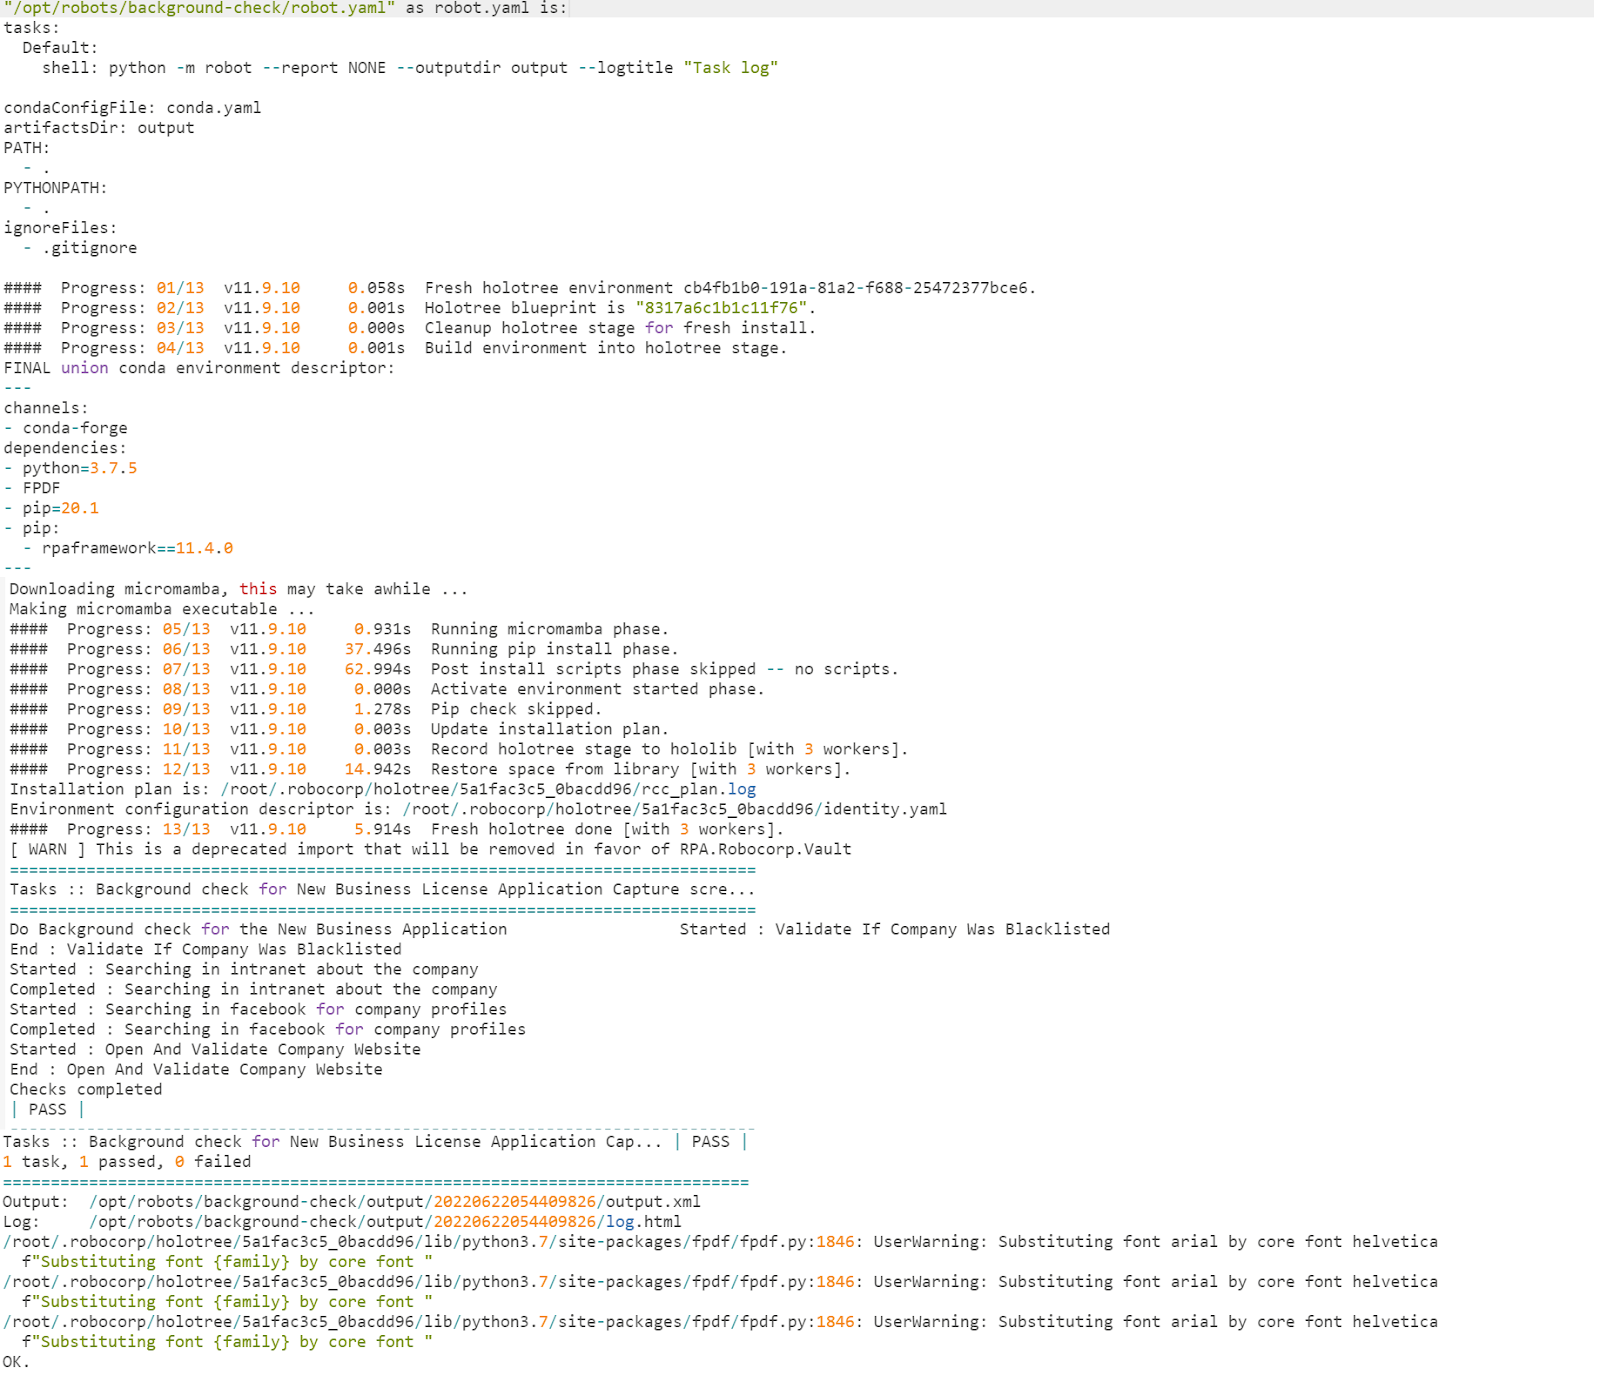 "/opt/robots/background-check/robot.yaml" as robot.yaml is:
tasks:
  Default:
    shell: python -m robot --report NONE --outputdir output --logtitle "Task log"
condaConfigFile: conda.yaml
artifactsDir: output
PATH:
  - .
PYTHONPATH:
  - .
ignoreFiles:
  - .gitignore
####  Progress: 01/13  v11.9.10     0.058s  Fresh holotree environment cb4fb1b0-191a-81a2-f688-25472377bce6.
####  Progress: 02/13  v11.9.10     0.001s  Holotree blueprint is "8317a6c1b1c11f76".
####  Progress: 03/13  v11.9.10     0.000s  Cleanup holotree stage for fresh install.
####  Progress: 04/13  v11.9.10     0.001s  Build environment into holotree stage.
FINAL union conda environment descriptor:
---
channels:
- conda-forge
dependencies:
- python=3.7.5
- FPDF
- pip=20.1
- pip:
  - rpaframework==11.4.0
---
Downloading micromamba, this may take awhile ...
Making micromamba executable ...
####  Progress: 05/13  v11.9.10     0.931s  Running micromamba phase.
####  Progress: 06/13  v11.9.10    37.496s  Running pip install phase.
####  Progress: 07/13  v11.9.10    62.994s  Post install scripts phase skipped -- no scripts.
####  Progress: 08/13  v11.9.10     0.000s  Activate environment started phase.
####  Progress: 09/13  v11.9.10     1.278s  Pip check skipped.
####  Progress: 10/13  v11.9.10     0.003s  Update installation plan.
####  Progress: 11/13  v11.9.10     0.003s  Record holotree stage to hololib [with 3 workers].
####  Progress: 12/13  v11.9.10    14.942s  Restore space from library [with 3 workers].
Installation plan is: /root/.robocorp/holotree/5a1fac3c5_0bacdd96/rcc_plan.log
Environment configuration descriptor is: /root/.robocorp/holotree/5a1fac3c5_0bacdd96/identity.yaml
####  Progress: 13/13  v11.9.10     5.914s  Fresh holotree done [with 3 workers].
[ WARN ] This is a deprecated import that will be removed in favor of RPA.Robocorp.Vault
==============================================================================
Tasks :: Background check for New Business License Application Capture scre...
==============================================================================
Do Background check for the New Business Application                  Started : Validate If Company Was Blacklisted
End : Validate If Company Was Blacklisted
Started : Searching in intranet about the company
Completed : Searching in intranet about the company
Started : Searching in facebook for company profiles
Completed : Searching in facebook for company profiles
Started : Open And Validate Company Website
End : Open And Validate Company Website
Checks completed
| PASS |
------------------------------------------------------------------------------
Tasks :: Background check for New Business License Application Cap... | PASS |
1 task, 1 passed, 0 failed
==============================================================================
Output:  /opt/robots/background-check/output/20220622054409826/output.xml
Log:     /opt/robots/background-check/output/20220622054409826/log.html
/root/.robocorp/holotree/5a1fac3c5_0bacdd96/lib/python3.7/site-packages/fpdf/fpdf.py:1846: UserWarning: Substituting font arial by core font helvetica
  f"Substituting font {family} by core font "
/root/.robocorp/holotree/5a1fac3c5_0bacdd96/lib/python3.7/site-packages/fpdf/fpdf.py:1846: UserWarning: Substituting font arial by core font helvetica
  f"Substituting font {family} by core font "
/root/.robocorp/holotree/5a1fac3c5_0bacdd96/lib/python3.7/site-packages/fpdf/fpdf.py:1846: UserWarning: Substituting font arial by core font helvetica
  f"Substituting font {family} by core font "
OK.